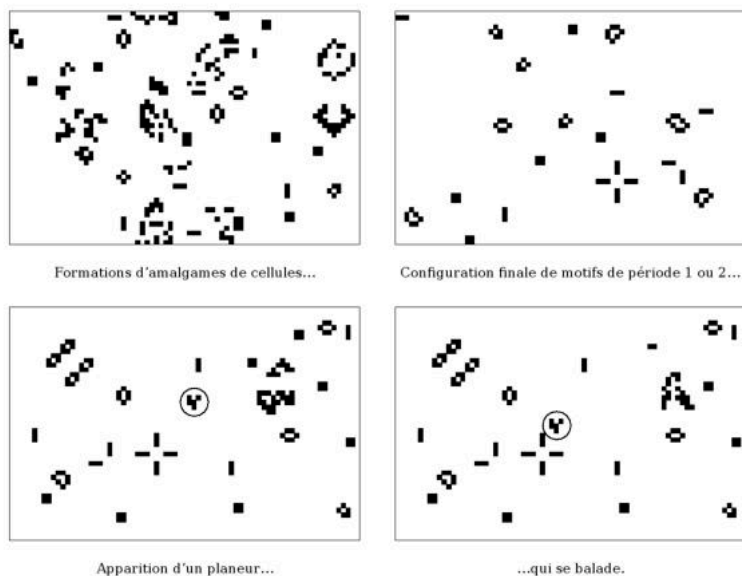 Formations d'amalgames de cellules...
Configuration finale de motifs de période 1 ou 2...
Apparition d'un planeur...
...qui se balade.